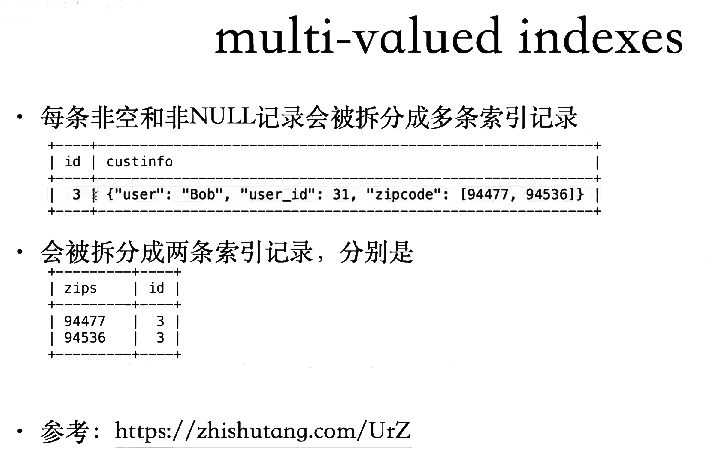 multi-valued indexes
• 每条非空和非NULL记录会被拆分成多条索引记录
+----+------------------------------------------------------------+
| id | custinfo |
+----+------------------------------------------------------------+
| 3 | {"user": "Bob", "user_id": 31, "zipcode": [94477, 94536]} |
+----+------------------------------------------------------------+
• 会被拆分成两条索引记录，分别是
+---------+----+
| zips | id |
+---------+----+
| 94477 | 3 |
| 94536 | 3 |
+---------+----+
• 参考：https://zhishutang.com/UrZ